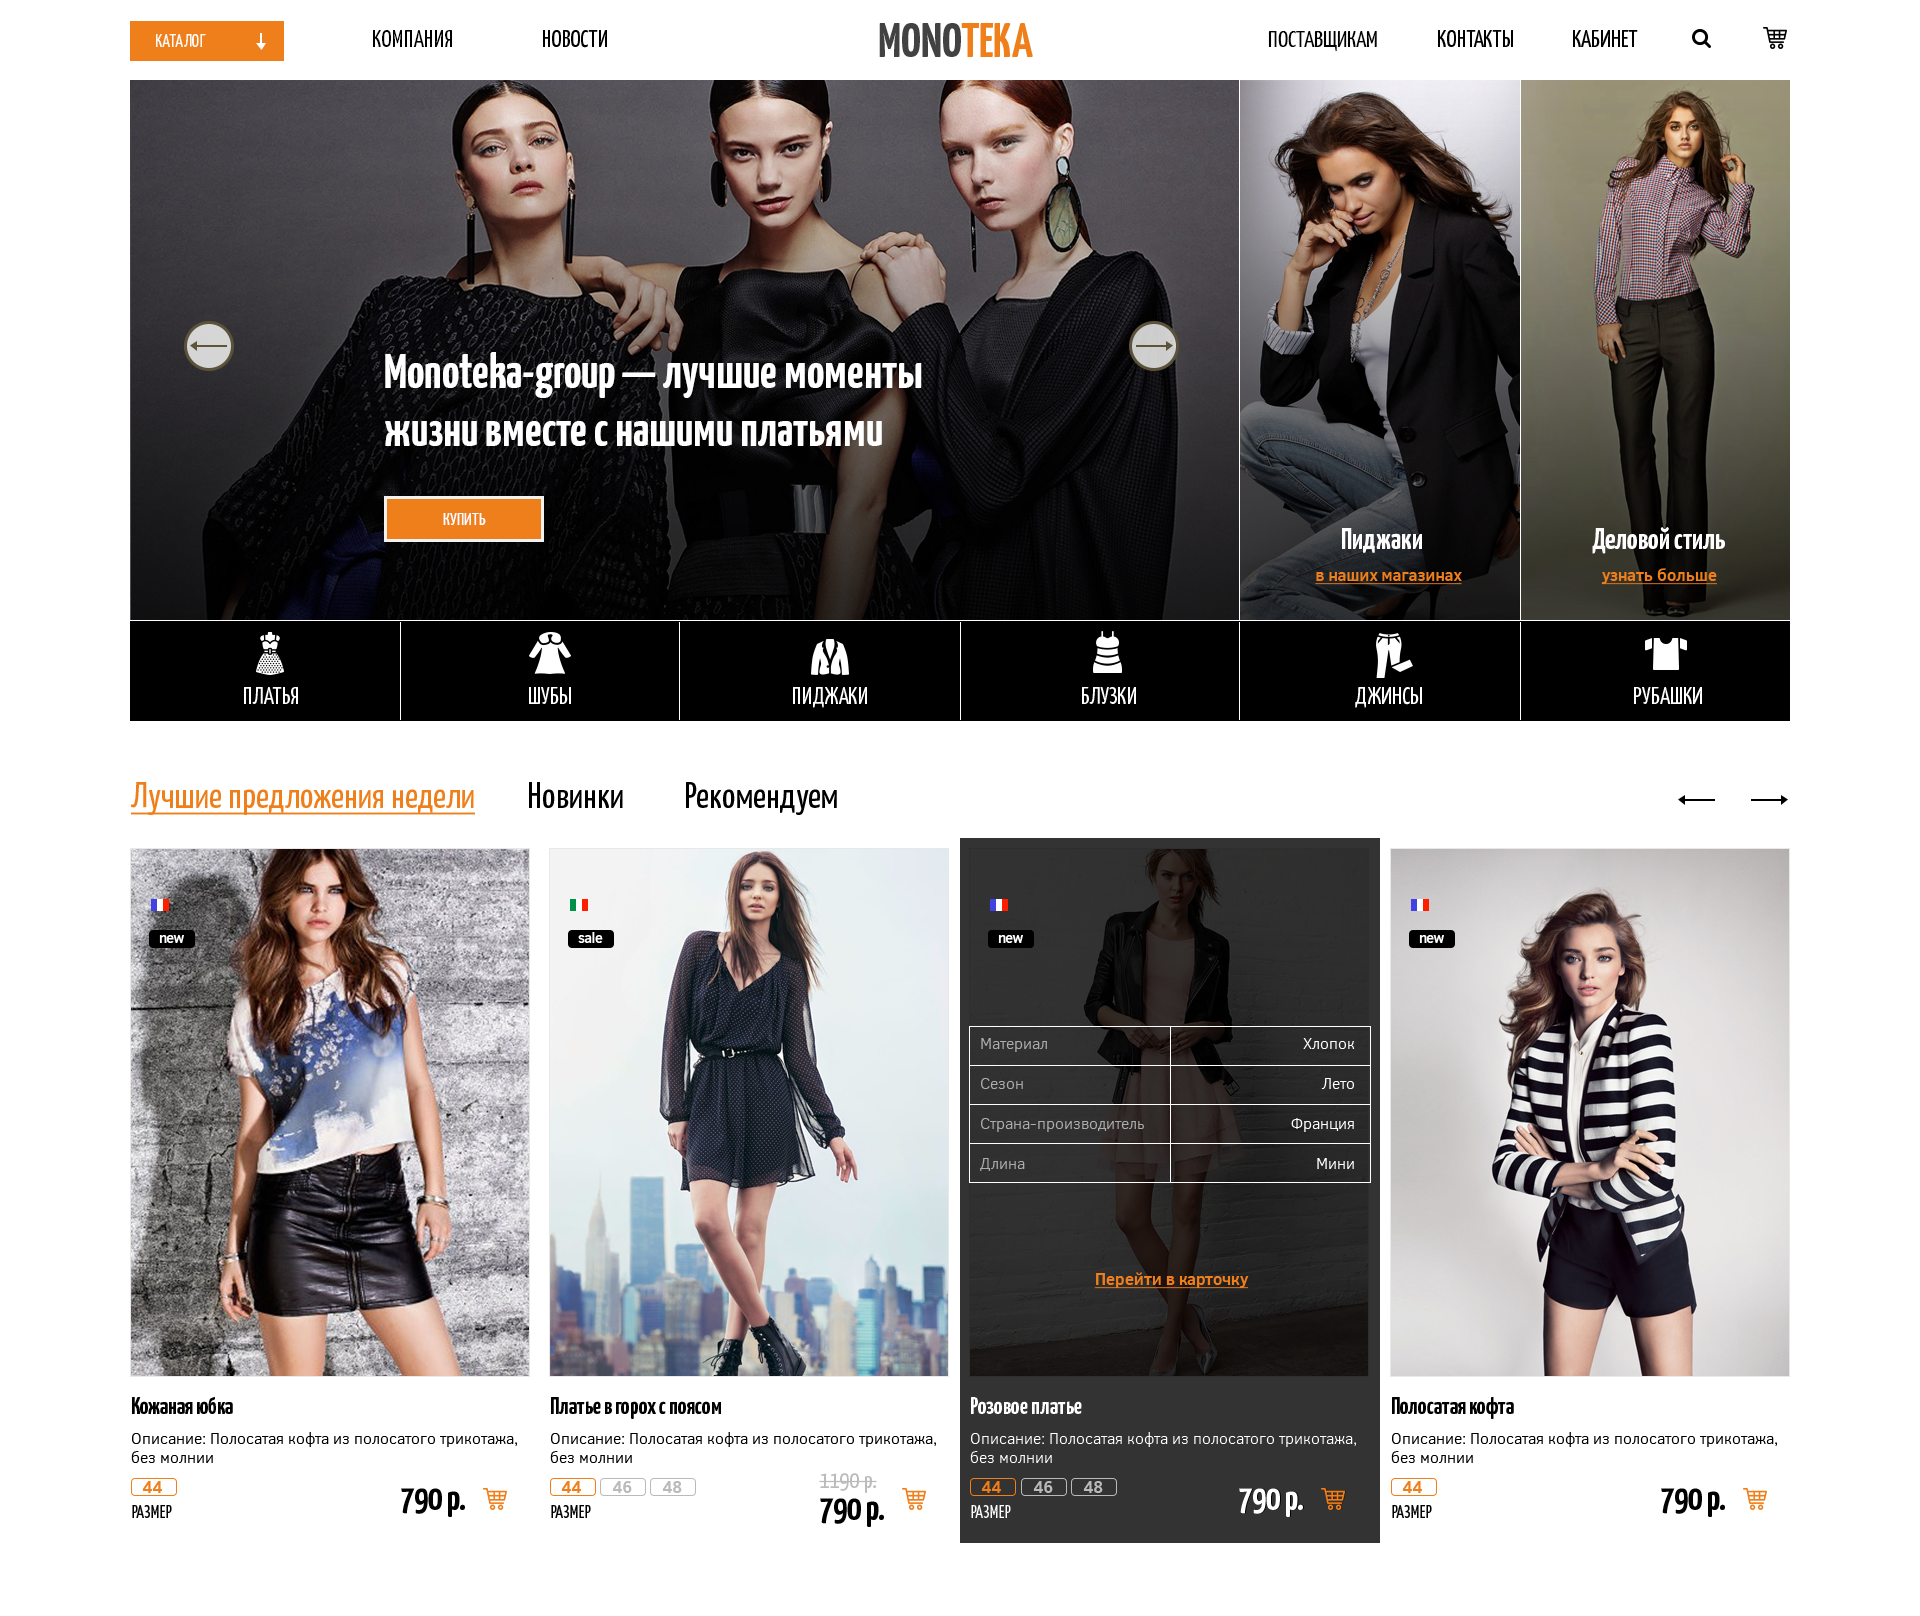 КАТАЛОГ
КОМПАНИЯ
НОВОСТИ
MONOTEKA
ПОСТАВЩИКАМ
КОНТАКТЫ
КАБИНЕТ
Monoteka-group — лучшие моменты
жизни вместе с нашими платьями
КУПИТЬ
Пиджаки
в наших магазинах
Деловой стиль
узнать больше
ПЛАТЬЯ
ШУБЫ
ПИДЖАКИ
БЛУЗКИ
ДЖИНСЫ
РУБАШКИ
Лучшие предложения недели
Новинки
Рекомендуем
new
Кожаная юбка
Описание: Полосатая кофта из полосатого трикотажа,
без молнии
44
РАЗМЕР
790 р.
sale
Платье в горох с поясом
Описание: Полосатая кофта из полосатого трикотажа,
без молнии
44 46 48
РАЗМЕР
1190 р.
790 р.
new
Материал Хлопок
Сезон Лето
Страна-производитель Франция
Длина Мини
Перейти в карточку
Розовое платье
Описание: Полосатая кофта из полосатого трикотажа,
без молнии
44 46 48
РАЗМЕР
790 р.
new
Полосатая кофта
Описание: Полосатая кофта из полосатого трикотажа,
без молнии
44
РАЗМЕР
790 р.